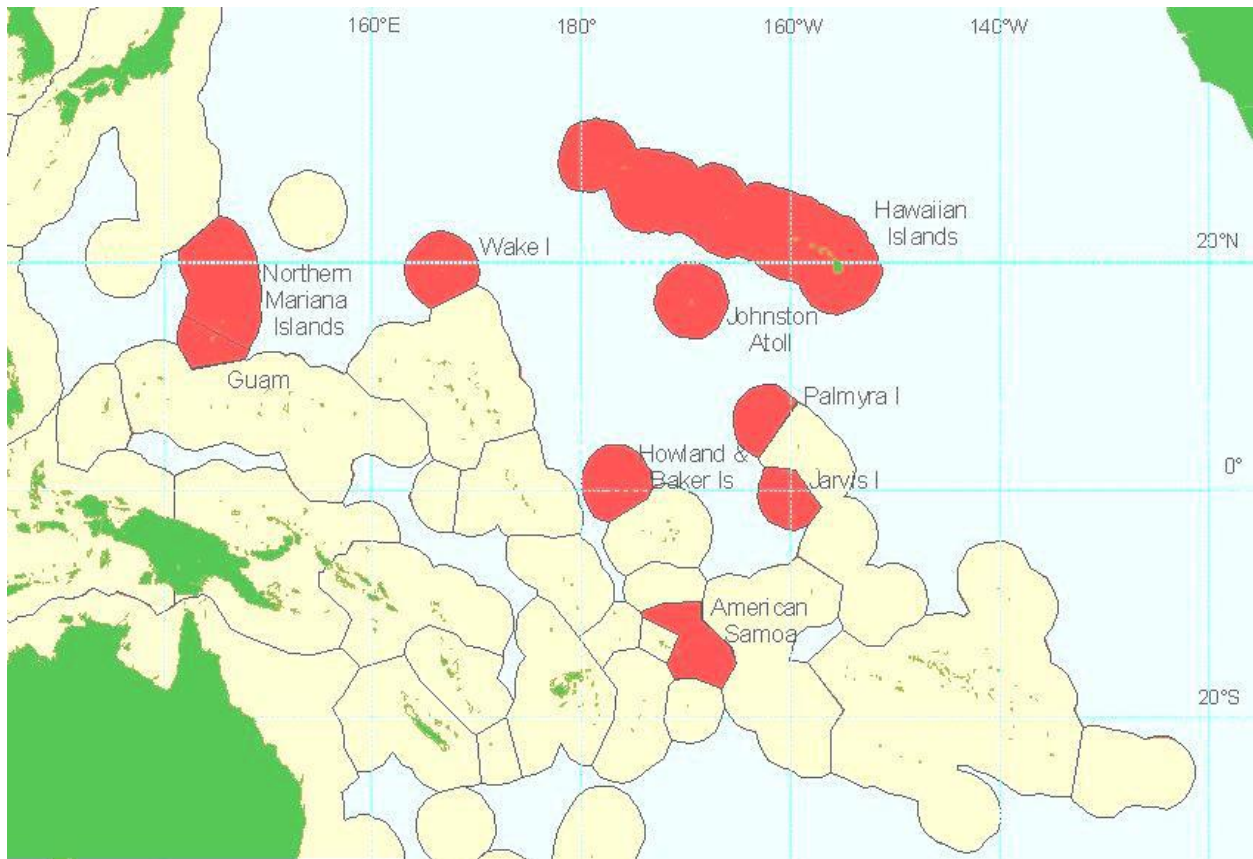 160°E
180°
160°W
140°W
Hawaiian
Islands
20°N
Wake I
Northern
Mariana
Islands
Johnston
Atoll
Guam
Palmyra I
Howland &
Baker Is
0°
Jarvis I
American
Samoa
20°S